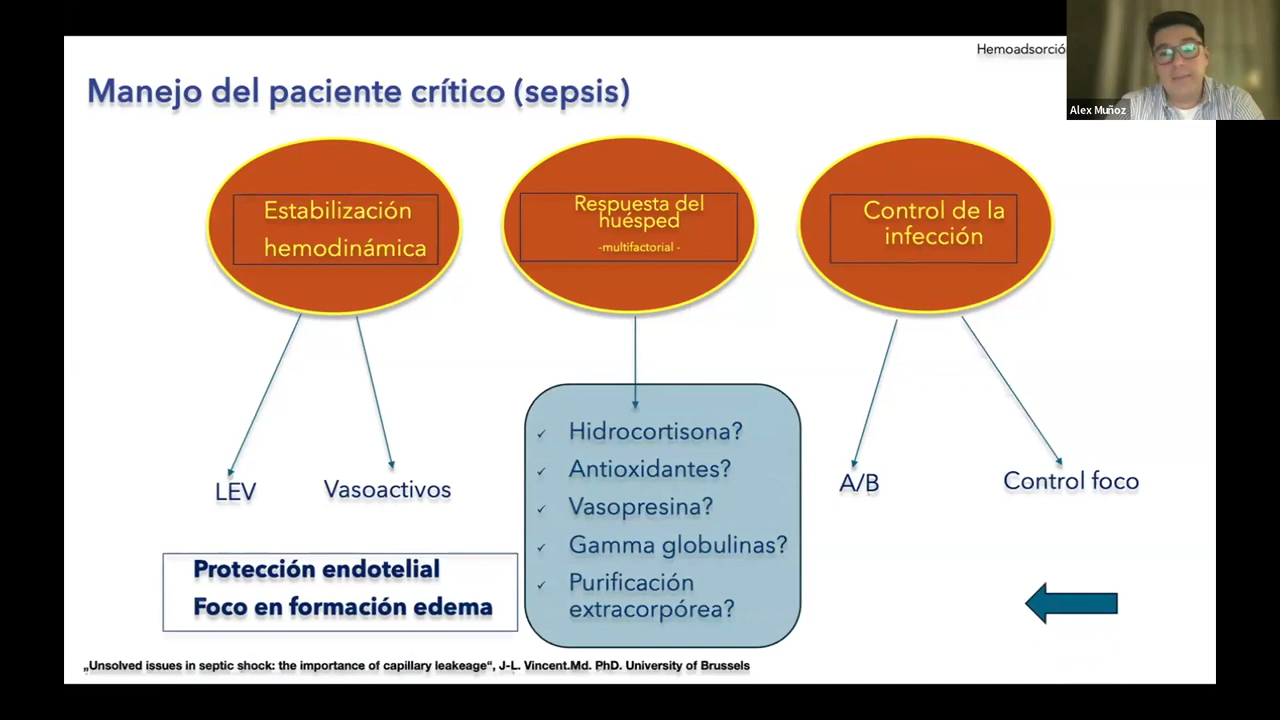 Hemoadsorció
Alex Muñoz
Manejo del paciente crítico (sepsis)
Estabilización
hemodinámica
Respuesta del
huésped
-multifactorial -
Control de la
infección
✓ Hidrocortisona?
✓ Antioxidantes?
✓ Vasopresina?
✓ Gamma globulinas?
✓ Purificación
extracorpórea?
LEV
Vasoactivos
A/B
Control foco
Protección endotelial
Foco en formación edema
„Unsolved issues in septic shock: the importance of capillary leakeage“, J-L. Vincent.Md. PhD. University of Brussels